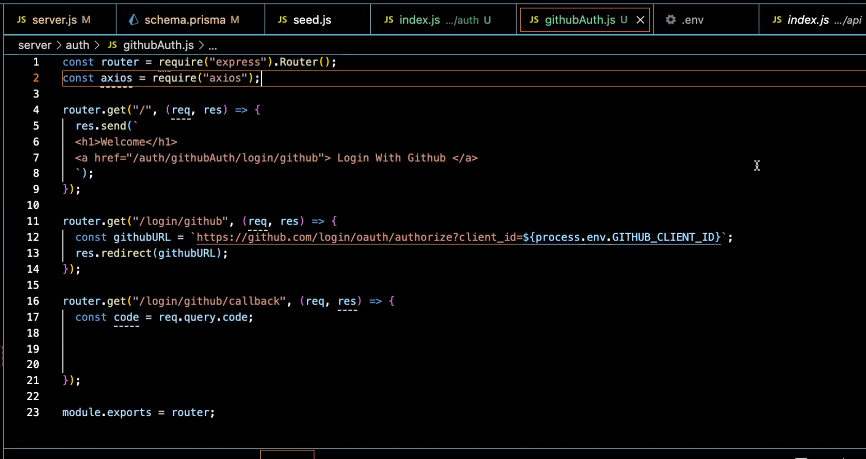 JS server.js M schema.prisma M JS seed.js JS index.js .../auth U JS githubAuth.js U .env JS index.js .../api
server > auth > JS githubAuth.js > ...
1 const router = require("express").Router();
2 const axios = require("axios");
3
4 router.get("/", (req, res) => {
5 res.send(`
6 <h1>Welcome</h1>
7 <a href="/auth/githubAuth/login/github"> Login With Github </a>
8 `);
9 });
10
11 router.get("/login/github", (req, res) => {
12 const githubURL = `https://github.com/login/oauth/authorize?client_id=${process.env.GITHUB_CLIENT_ID}`;
13 res.redirect(githubURL);
14 });
15
16 router.get("/login/github/callback", (req, res) => {
17 const code = req.query.code;
18
19
20
21 });
22
23 module.exports = router;